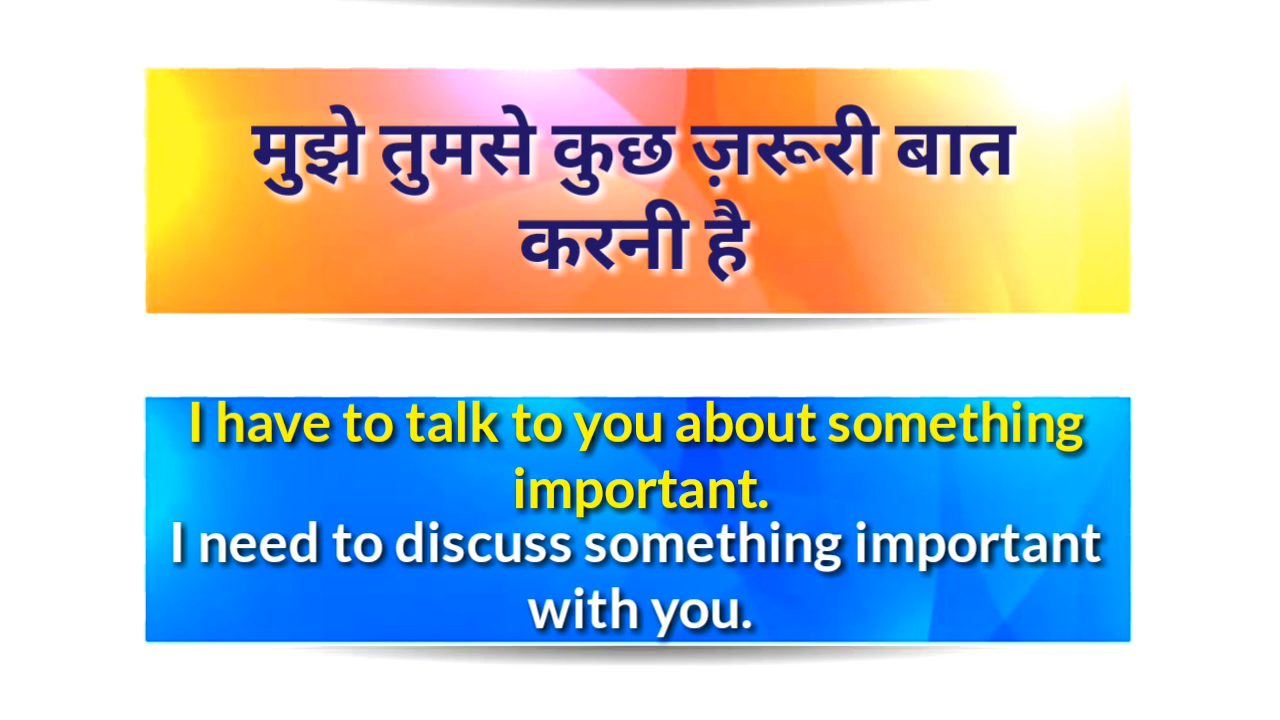 मुझे तुमसे कुछ ज़रूरी बात
करनी है
I have to talk to you about something
important.
I need to discuss something important
with you.